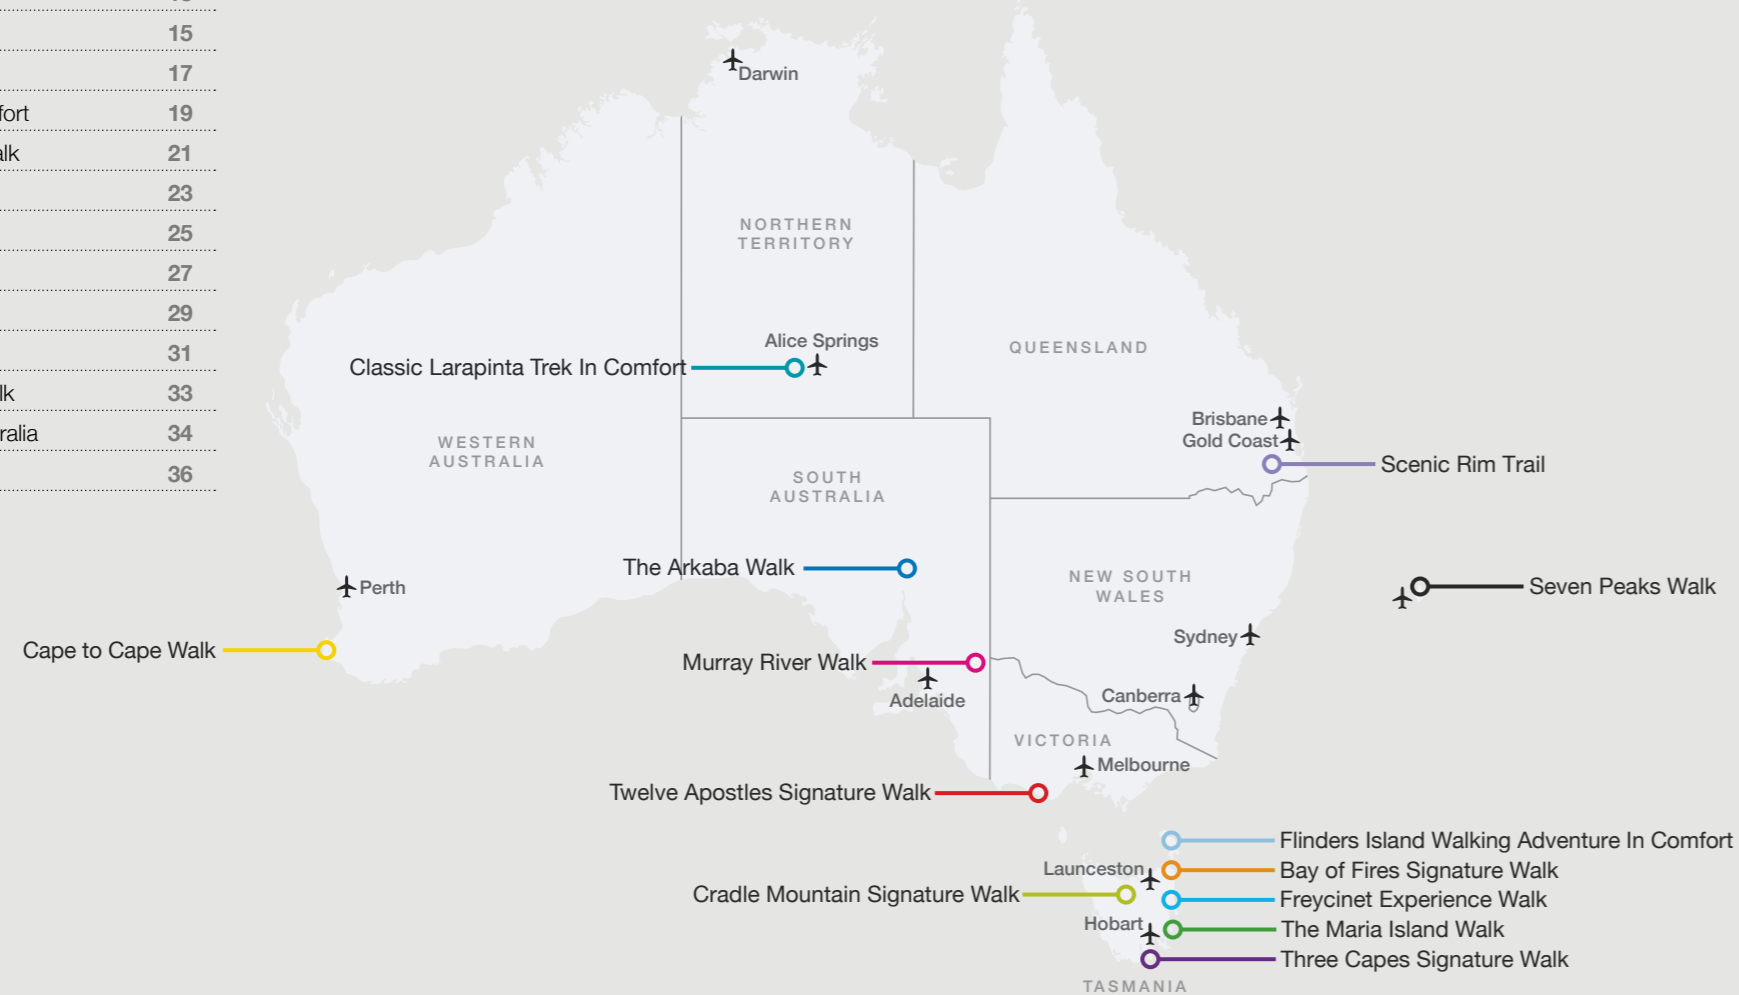 15
17
fort 19
alk 21
23
25
27
29
31
lk 33
ralia 34
36
Darwin
NORTHERN
TERRITORY
Alice Springs
Classic Larapinta Trek In Comfort
QUEENSLAND
Brisbane
Gold Coast
Scenic Rim Trail
WESTERN
AUSTRALIA
SOUTH
AUSTRALIA
The Arkaba Walk
NEW SOUTH
WALES
Seven Peaks Walk
Perth
Sydney
Cape to Cape Walk
Murray River Walk
Adelaide
Canberra
VICTORIA
Melbourne
Twelve Apostles Signature Walk
Flinders Island Walking Adventure In Comfort
Launceston
Bay of Fires Signature Walk
Cradle Mountain Signature Walk
Freycinet Experience Walk
Hobart
The Maria Island Walk
Three Capes Signature Walk
TASMANIA